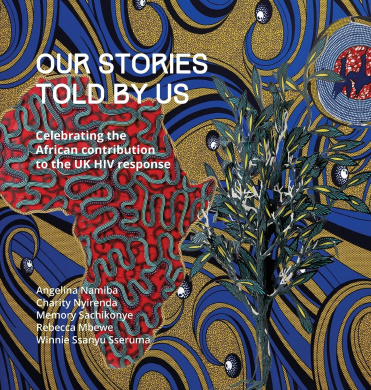 OUR STORIES
TOLD BY US
Celebrating the
African contribution
to the UK HIV response
Angelina Namiba
Charity Nyirenda
Memory Sachikonye
Rebecca Mbewe
Winnie Ssanyu Sseruma